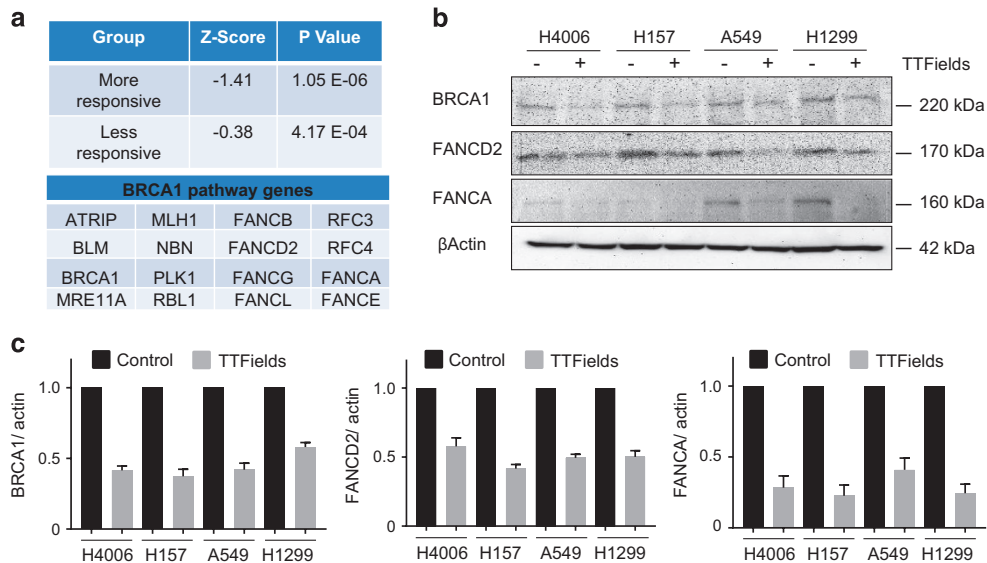 a
Group Z-Score P Value
More responsive -1.41 1.05 E-06
Less responsive -0.38 4.17 E-04
BRCA1 pathway genes
ATRIP MLH1 FANCB RFC3
BLM NBN FANCD2 RFC4
BRCA1 PLK1 FANCG FANCA
MRE11A RBL1 FANCL FANCE
b
H4006 H157 A549 H1299
- + - + - + - + TTFields
BRCA1 220 kDa
FANCD2 170 kDa
FANCA 160 kDa
βActin 42 kDa
c
Control TTFields
BRCA1/ actin
1.0
0.5
0
H4006 H157 A549 H1299
Control TTFields
FANCD2/ actin
1.0
0.5
0
H4006 H157 A549 H1299
Control TTFields
FANCA/ actin
1.0
0.5
0
H4006 H157 A549 H1299